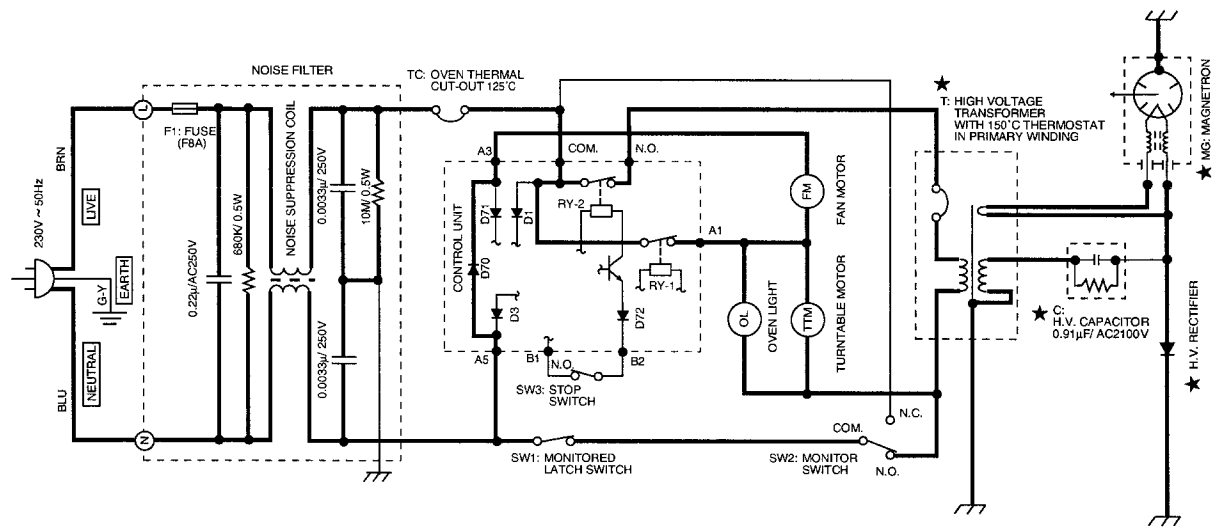 NOISE FILTER
TC: OVEN THERMAL
CUT-OUT 125˚C
L
F1: FUSE
(F8A)
BRN
LIVE
230V ~ 50Hz
EARTH
G-Y
NEUTRAL
BLU
N
0.22µ/AC250V
680K/ 0.5W
NOISE SUPPRESSION COIL
0.0033µ/ 250V
10M/ 0.5W
0.0033µ/ 250V
A3
COM.
N.O.
CONTROL UNIT
D71
D1
D70
D3
RY-2
RY-1
D72
A1
A5
B1
N.O.
B2
SW3: STOP
SWITCH
FM
FAN MOTOR
OL
OVEN LIGHT
TTM
TURNTABLE MOTOR
SW1: MONITORED
LATCH SWITCH
COM.
N.C.
SW2: MONITOR
SWITCH
N.O.
★
T: HIGH VOLTAGE
TRANSFORMER
WITH 150˚C THERMOSTAT
IN PRIMARY WINDING
★ MG: MAGNETRON
★ C:
H.V. CAPACITOR
0.91µF/ AC2100V
★ H.V. RECTIFIER